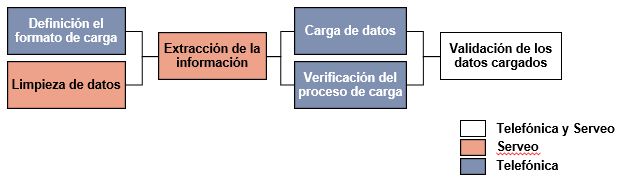 Definición el
formato de carga
Limpieza de datos
Extracción de la
información
Carga de datos
Verificación del
proceso de carga
Validación de los
datos cargados
Telefónica y Serveo
Serveo
Telefónica